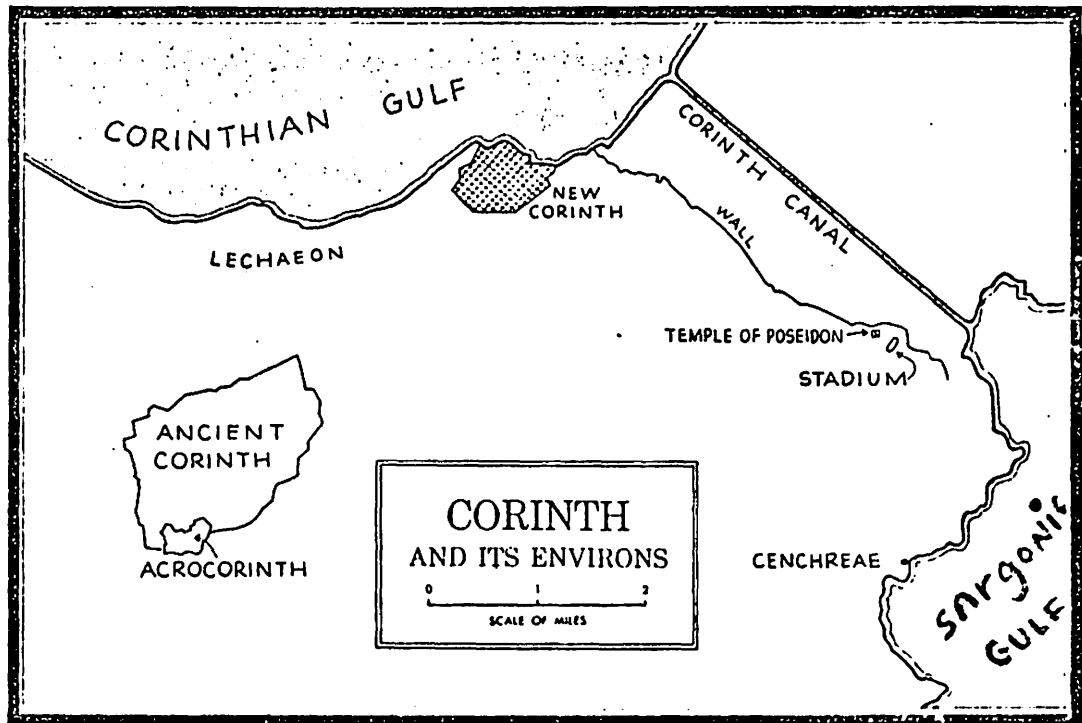 CORINTHIAN GULF
CORINTH CANAL
NEW
CORINTH
WALL
LECHAEON
TEMPLE OF POSEIDON
STADIUM
ANCIENT
CORINTH
ACROCORINTH
CORINTH
AND ITS ENVIRONS
0 1 2
SCALE OF MILES
CENCHREAE
SArgoNic
GULF